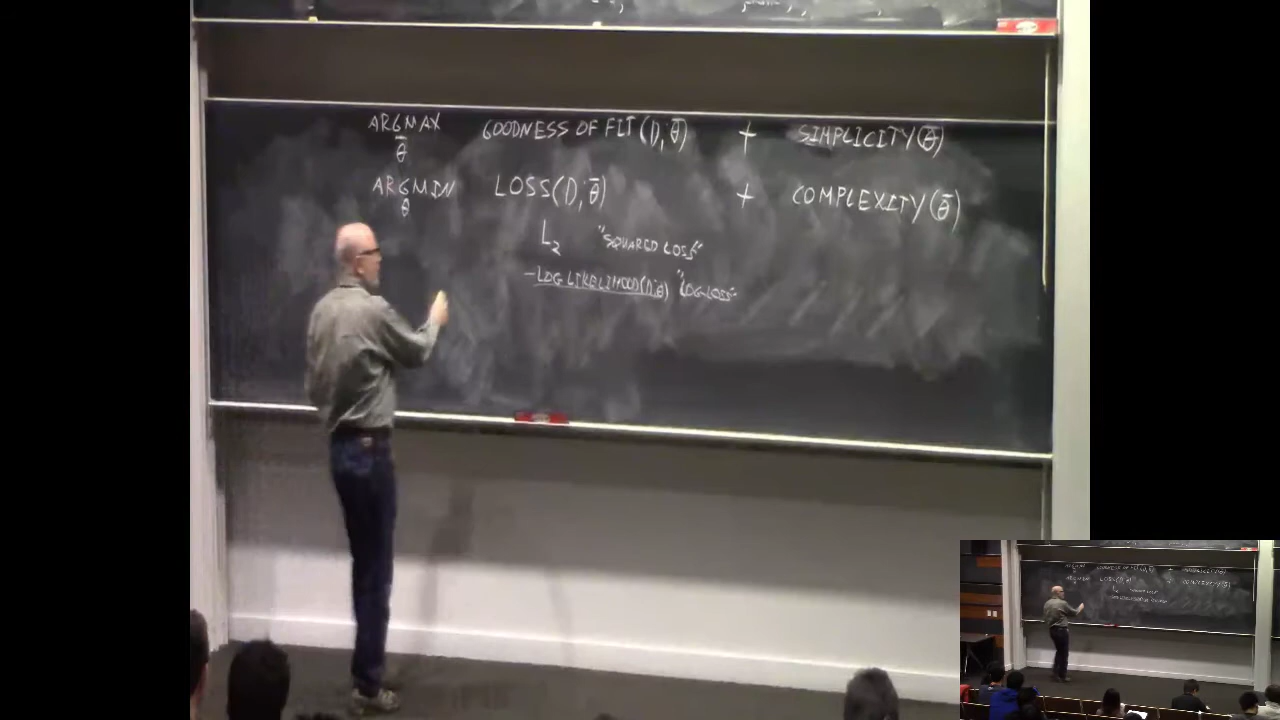 ARGMAX GOODNESS OF FIT(D; θ̄) + SIMPLICITY(θ̄)
θ̄
ARGMIN LOSS(D; θ̄) + COMPLEXITY(θ̄)
θ̄
L₂ "SQUARED LOSS"
-LOG LIKELIHOOD(D;θ) "LOG LOSS"